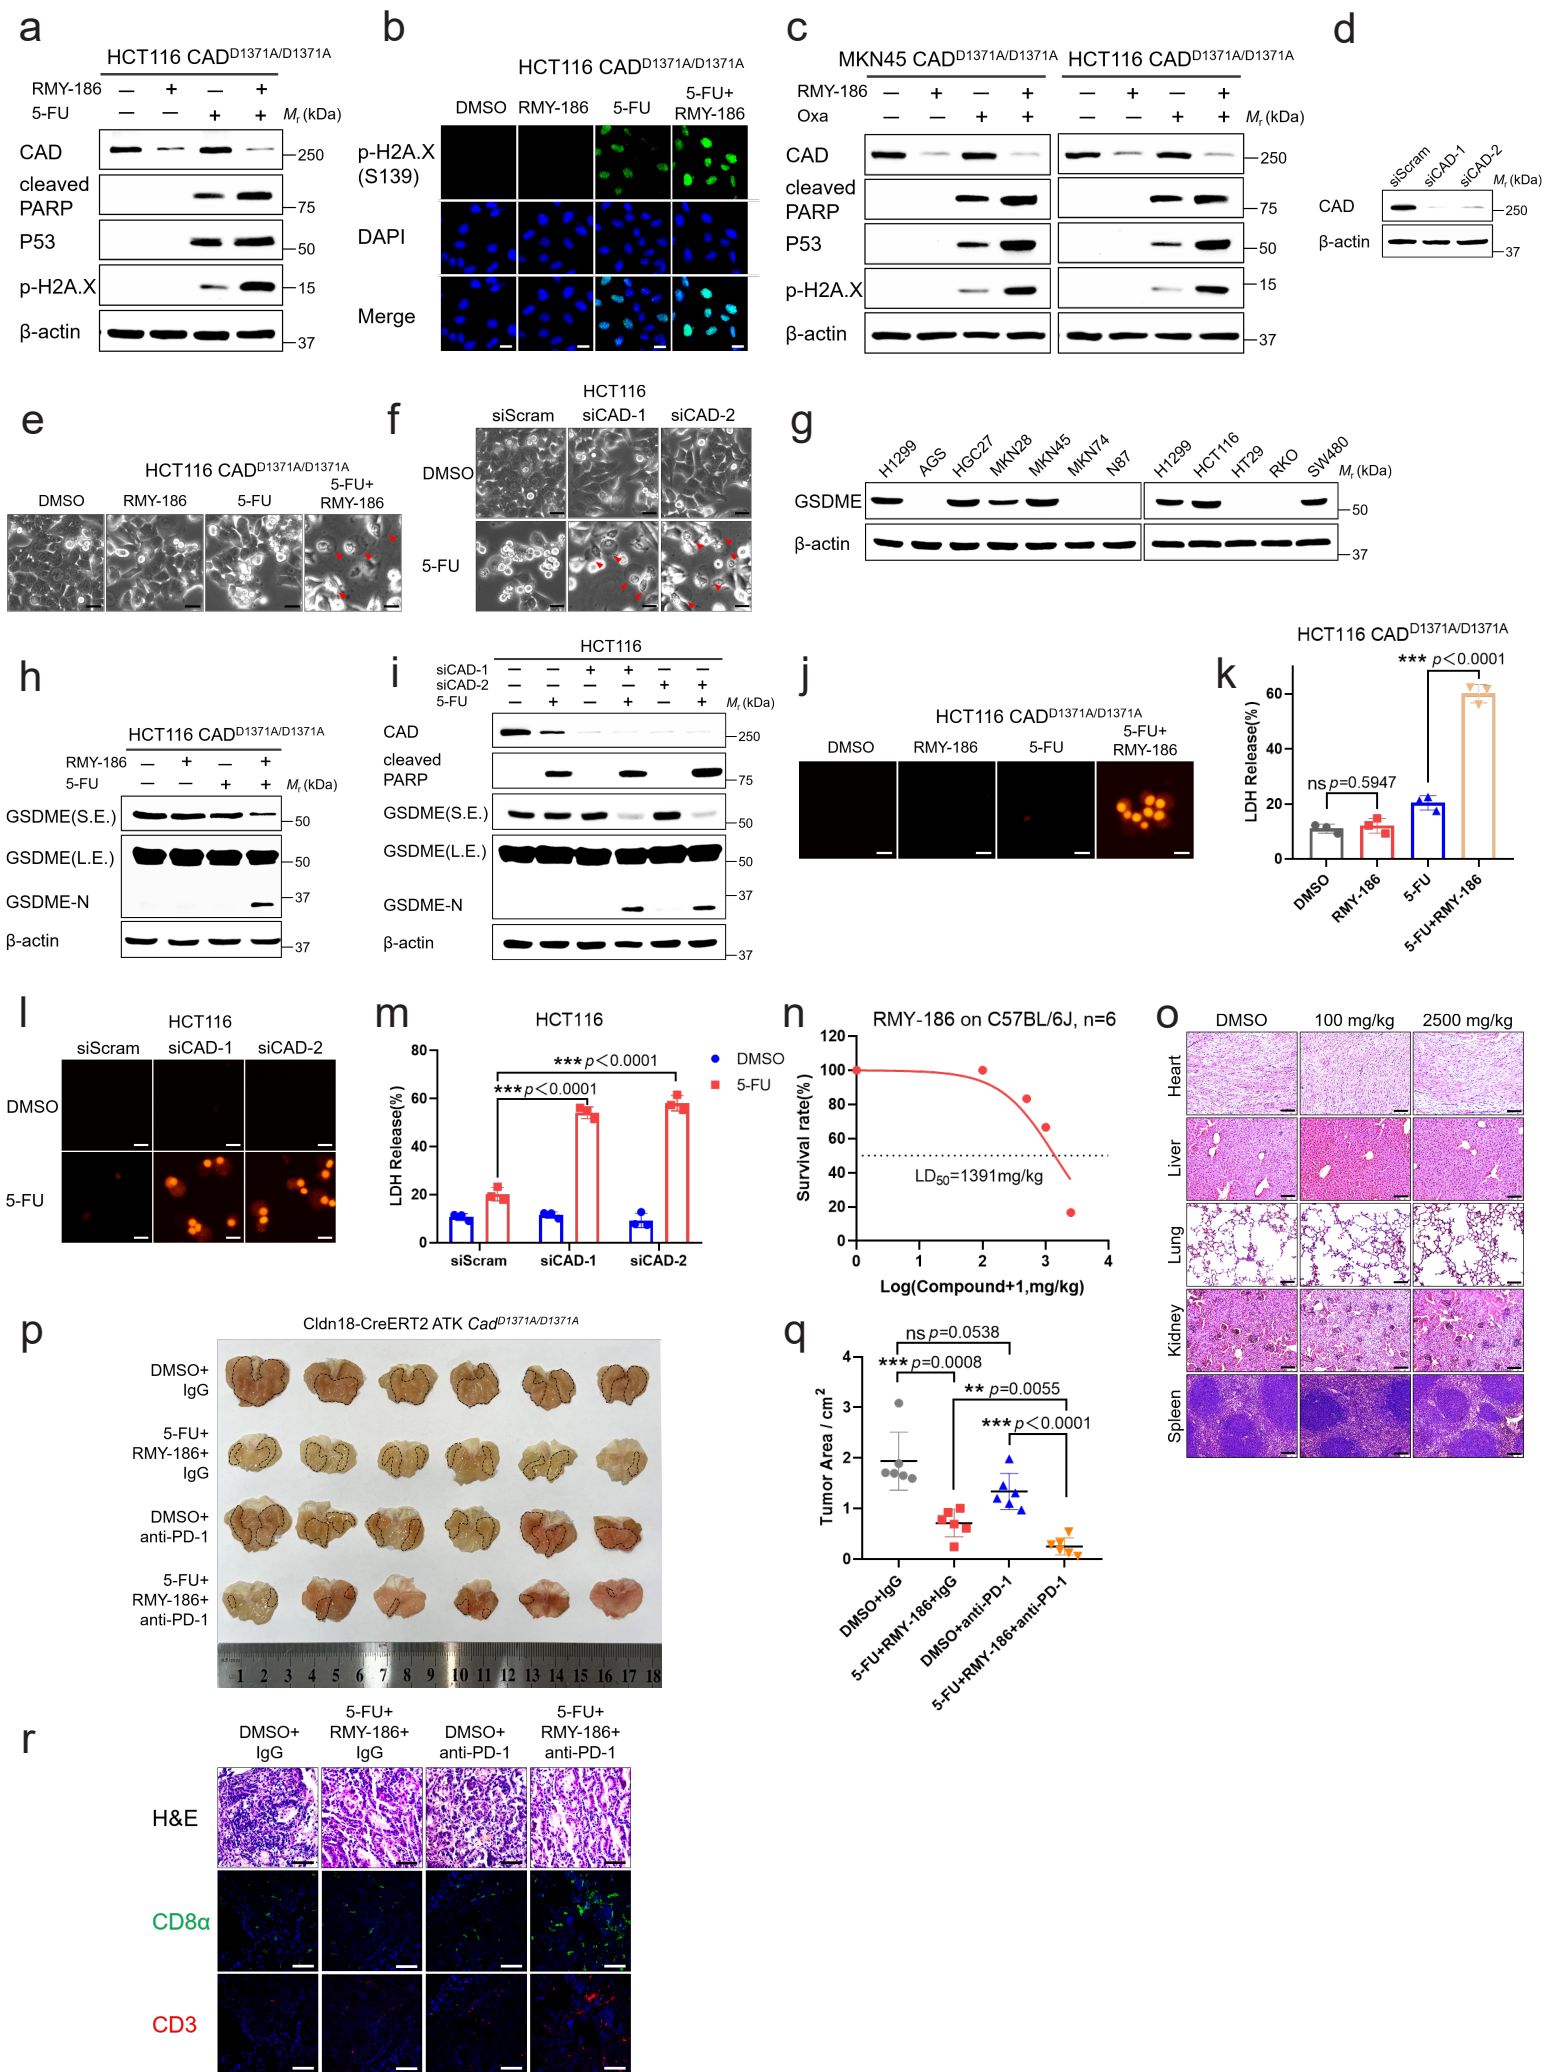 a
HCT116 CAD^D1371A/D1371A
RMY-186 — + — +
5-FU — — + + Mr (kDa)
CAD 250
cleaved
PARP 75
P53 50
p-H2A.X 15
β-actin 37
b
HCT116 CAD^D1371A/D1371A
DMSO RMY-186 5-FU 5-FU+
RMY-186
p-H2A.X
(S139)
DAPI
Merge
c
MKN45 CAD^D1371A/D1371A HCT116 CAD^D1371A/D1371A
RMY-186 — + — + — + — +
Oxa — — + + — — + + Mr (kDa)
CAD 250
cleaved
PARP 75
P53 50
p-H2A.X 15
β-actin 37
d
siScram siCAD-1 siCAD-2 Mr (kDa)
CAD 250
β-actin 37
e
HCT116 CAD^D1371A/D1371A
DMSO RMY-186 5-FU 5-FU+
RMY-186
f
HCT116
siScram siCAD-1 siCAD-2
DMSO
5-FU
g
H1299 AGS HGC27 MKN28 MKN45 MKN74 N87 H1299 HCT116 HT29 RKO SW480 Mr (kDa)
GSDME 50
β-actin 37
h
HCT116 CAD^D1371A/D1371A
RMY-186 — + — +
5-FU — — + + Mr (kDa)
GSDME(S.E.) 50
GSDME(L.E.) 50
37
GSDME-N
β-actin 37
i
HCT116
siCAD-1 — — + + — —
siCAD-2 — — — — + +
5-FU — + — + — + Mr (kDa)
CAD 250
cleaved
PARP 75
GSDME(S.E.) 50
GSDME(L.E.) 50
37
GSDME-N
β-actin 37
j
HCT116 CAD^D1371A/D1371A
DMSO RMY-186 5-FU 5-FU+
RMY-186
k
HCT116 CAD^D1371A/D1371A
*** p<0.0001
ns p=0.5947
LDH Release(%)
60
40
20
0
DMSO RMY-186 5-FU 5-FU+RMY-186
l
HCT116
siScram siCAD-1 siCAD-2
DMSO
5-FU
m
HCT116
*** p<0.0001
*** p<0.0001
DMSO
5-FU
LDH Release(%)
80
60
40
20
0
siScram siCAD-1 siCAD-2
n
RMY-186 on C57BL/6J, n=6
Survival rate(%)
120
100
80
60
40
20
0
LD50=1391mg/kg
0 1 2 3 4
Log(Compound+1,mg/kg)
o
DMSO 100 mg/kg 2500 mg/kg
Heart
Liver
Lung
Kidney
Spleen
p
Cldn18-CreERT2 ATK Cad^D1371A/D1371A
DMSO+
IgG
5-FU+
RMY-186+
IgG
DMSO+
anti-PD-1
5-FU+
RMY-186+
anti-PD-1
1 2 3 4 5 6 7 8 9 10 11 12 13 14 15 16 17 18
q
ns p=0.0538
*** p=0.0008
** p=0.0055
*** p<0.0001
Tumor Area / cm²
4
3
2
1
0
DMSO+IgG 5-FU+RMY-186+IgG DMSO+anti-PD-1 5-FU+RMY-186+anti-PD-1
r
DMSO+
IgG
5-FU+
RMY-186+
IgG
DMSO+
anti-PD-1
5-FU+
RMY-186+
anti-PD-1
H&E
CD8α
CD3